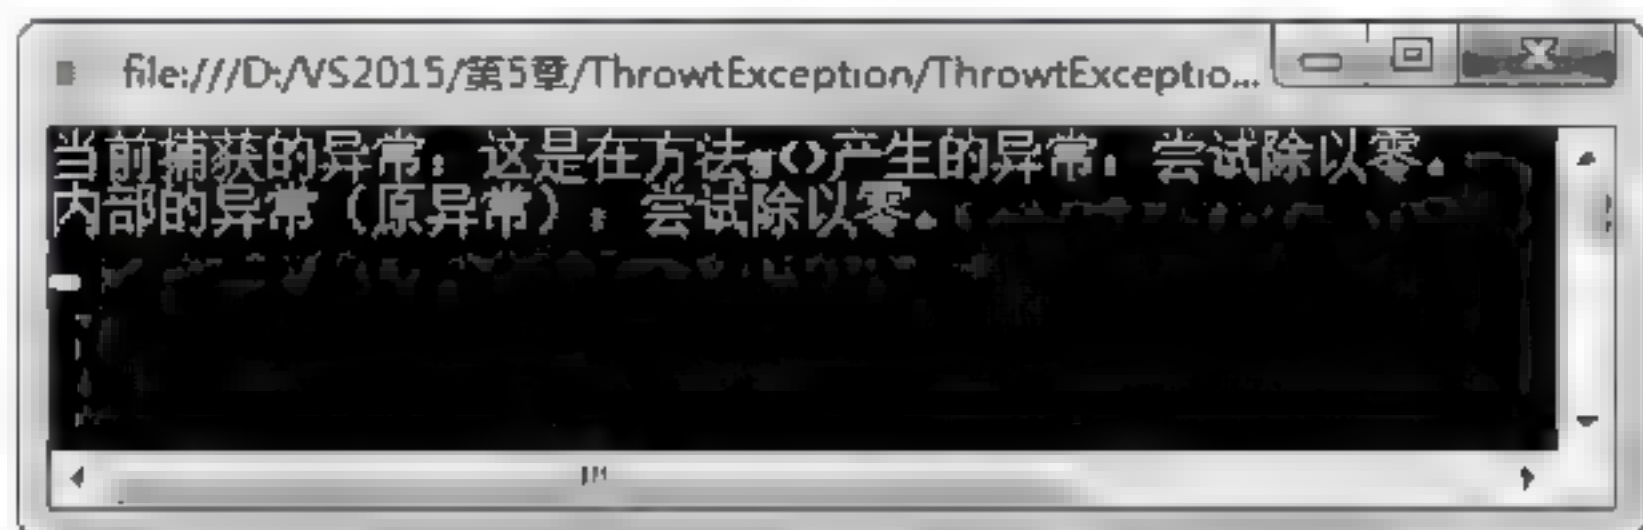 file:///D:/VS2015/第5章/ThrowtException/ThrowtExceptio...
当前捕获的异常：这是在方法g()产生的异常：尝试除以零。
内部的异常（原异常）：尝试除以零。